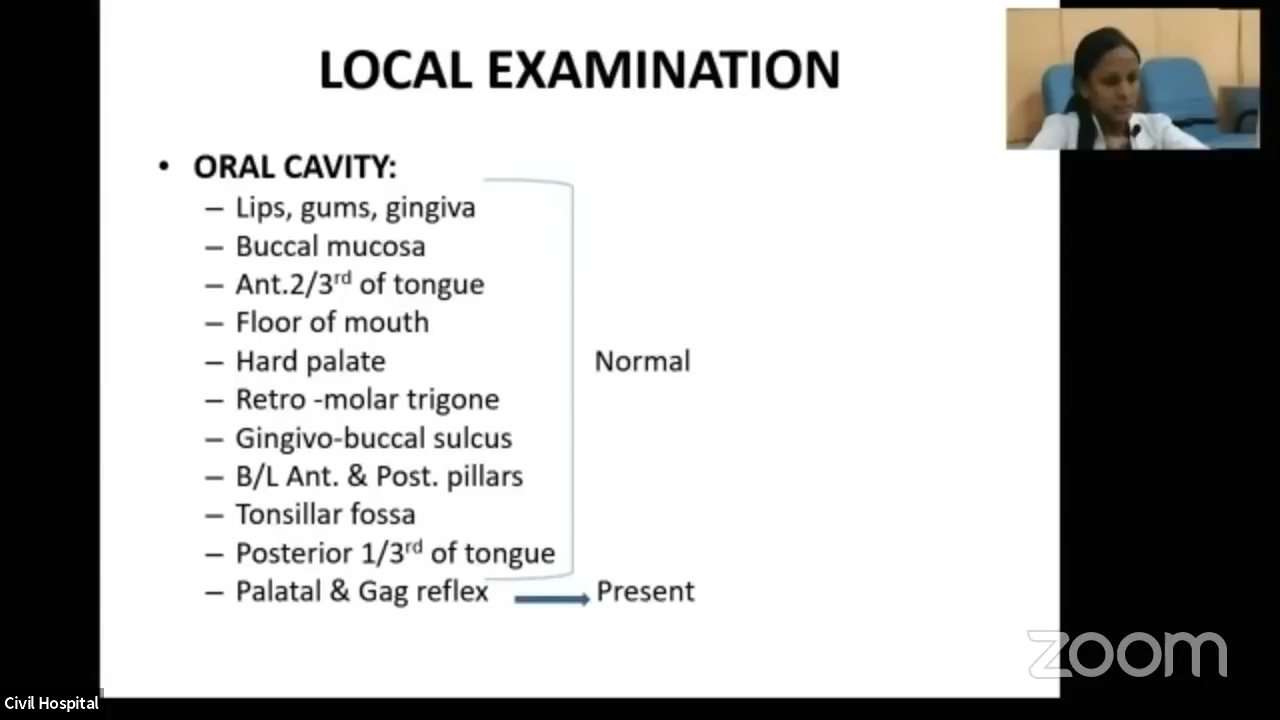 LOCAL EXAMINATION
• ORAL CAVITY:
– Lips, gums, gingiva
– Buccal mucosa
– Ant.2/3rd of tongue
– Floor of mouth
– Hard palate
Normal
– Retro -molar trigone
– Gingivo-buccal sulcus
– B/L Ant. & Post. pillars
– Tonsillar fossa
– Posterior 1/3rd of tongue
– Palatal & Gag reflex
Present
zoom
Civil Hospital